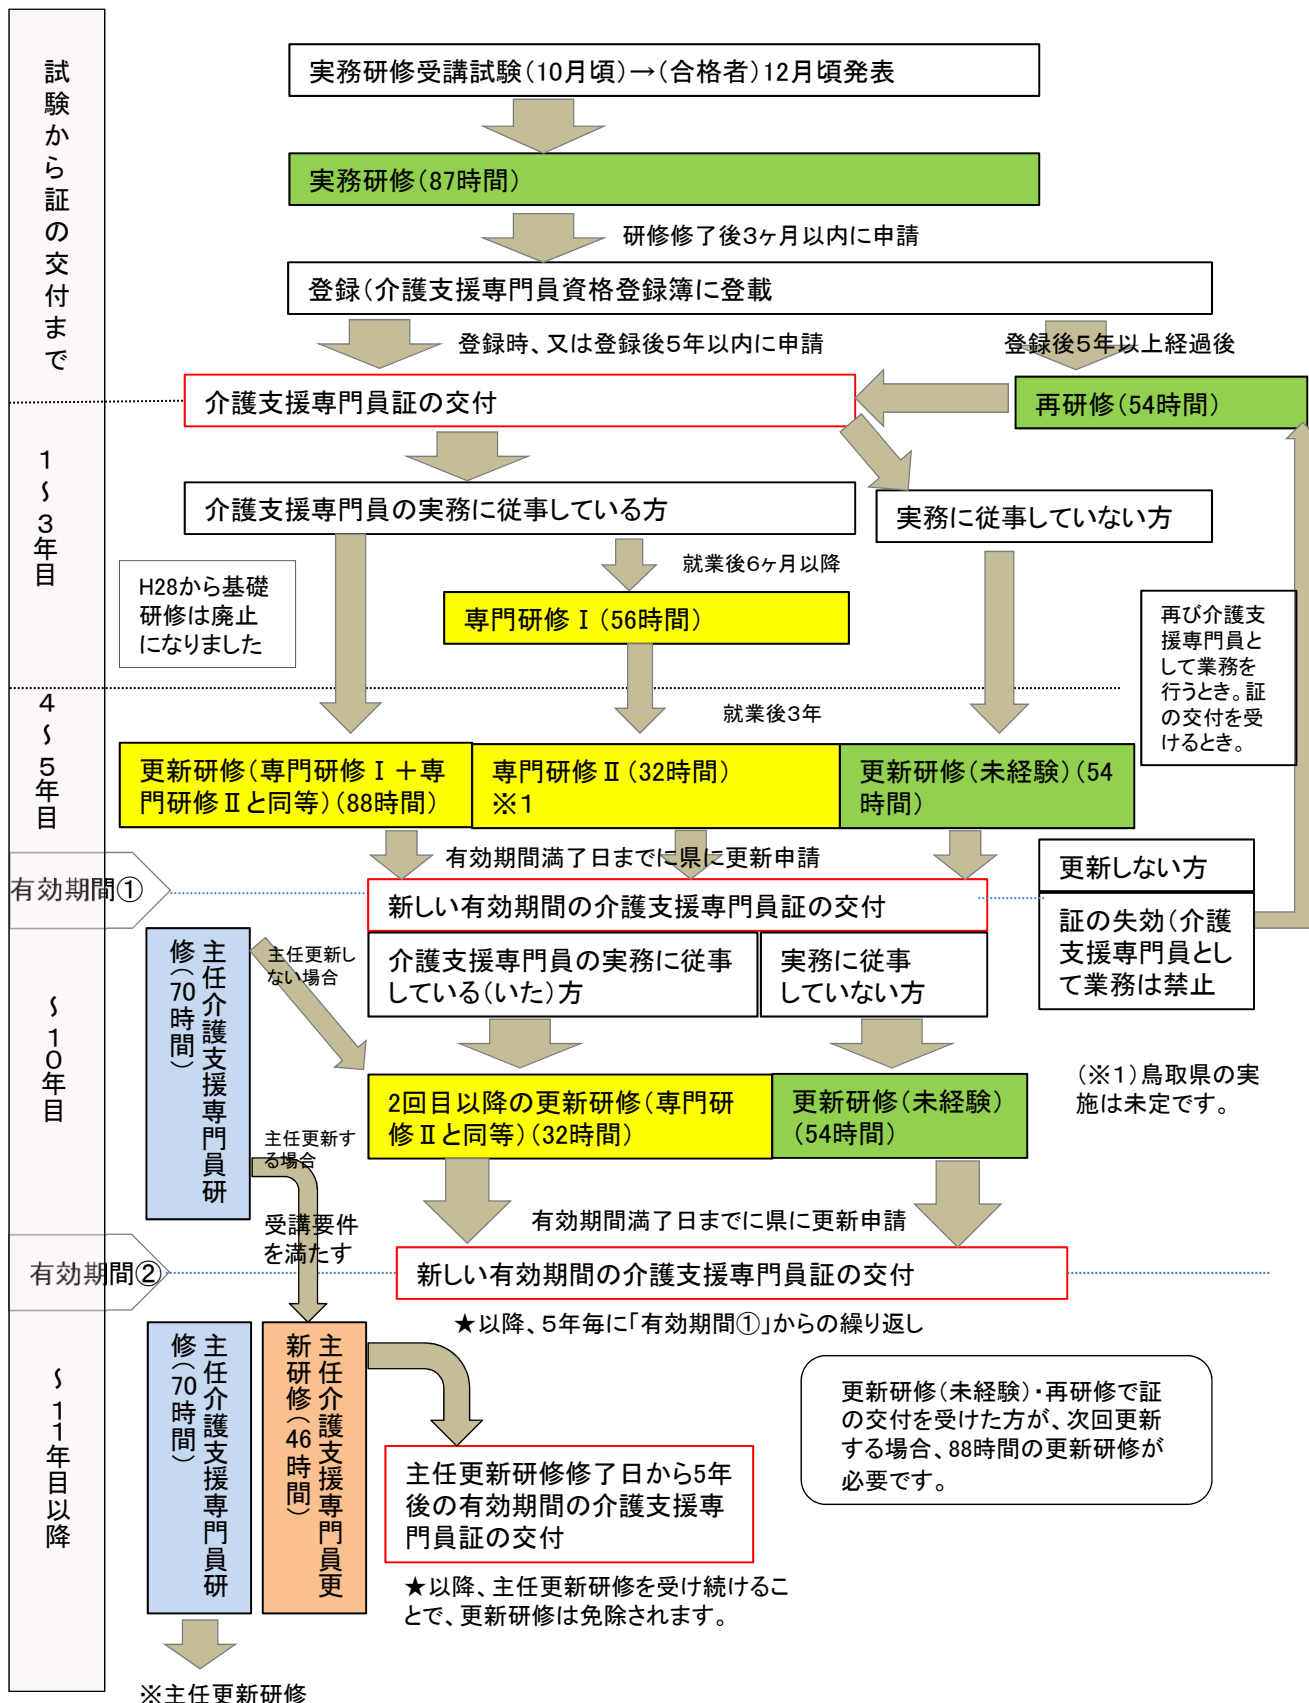 試験から証の交付まで
実務研修受講試験(10月頃)→(合格者)12月頃発表
実務研修(87時間)
研修修了後3ヶ月以内に申請
登録(介護支援専門員資格登録簿に登載
登録時、又は登録後5年以内に申請
登録後5年以上経過後
介護支援専門員証の交付
再研修(54時間)
1～3年目
介護支援専門員の実務に従事している方
実務に従事していない方
就業後6ヶ月以降
H28から基礎
研修は廃止
になりました
専門研修Ⅰ(56時間)
再び介護支
援専門員と
して業務を
行うとき。証
の交付を受
けるとき。
4～5年目
就業後3年
更新研修(専門研修Ⅰ＋専
門研修Ⅱと同等)(88時間)
専門研修Ⅱ(32時間)
※1
更新研修(未経験)(54
時間)
有効期間満了日までに県に更新申請
更新しない方
有効期間①
新しい有効期間の介護支援専門員証の交付
証の失効(介護
支援専門員とし
て業務は禁止
主任介護支援専門員研
修(70時間)
主任更新し
ない場合
介護支援専門員の実務に従事
している(いた)方
実務に従事
していない方
～10年目
(※1)鳥取県の実
施は未定です。
2回目以降の更新研修(専門研
修Ⅱと同等)(32時間)
更新研修(未経験)
(54時間)
主任更新す
る場合
受講要件
を満たす
有効期間満了日までに県に更新申請
有効期間②
新しい有効期間の介護支援専門員証の交付
★以降、5年毎に「有効期間①」からの繰り返し
～11年目以降
主任介護支援専門員研
修(70時間)
主任介護支援専門員更
新研修(46時間)
更新研修(未経験)・再研修で証
の交付を受けた方が、次回更新
する場合、88時間の更新研修が
必要です。
主任更新研修修了日から5年
後の有効期間の介護支援専
門員証の交付
★以降、主任更新研修を受け続けるこ
とで、更新研修は免除されます。
※主任更新研修